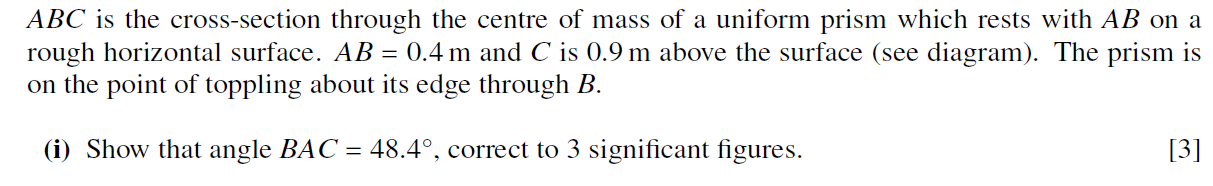 ABC is the cross-section through the centre of mass of a uniform prism which rests with AB on a
rough horizontal surface. AB = 0.4 m and C is 0.9 m above the surface (see diagram). The prism is
on the point of toppling about its edge through B.
(i) Show that angle BAC = 48.4°, correct to 3 significant figures. [3]